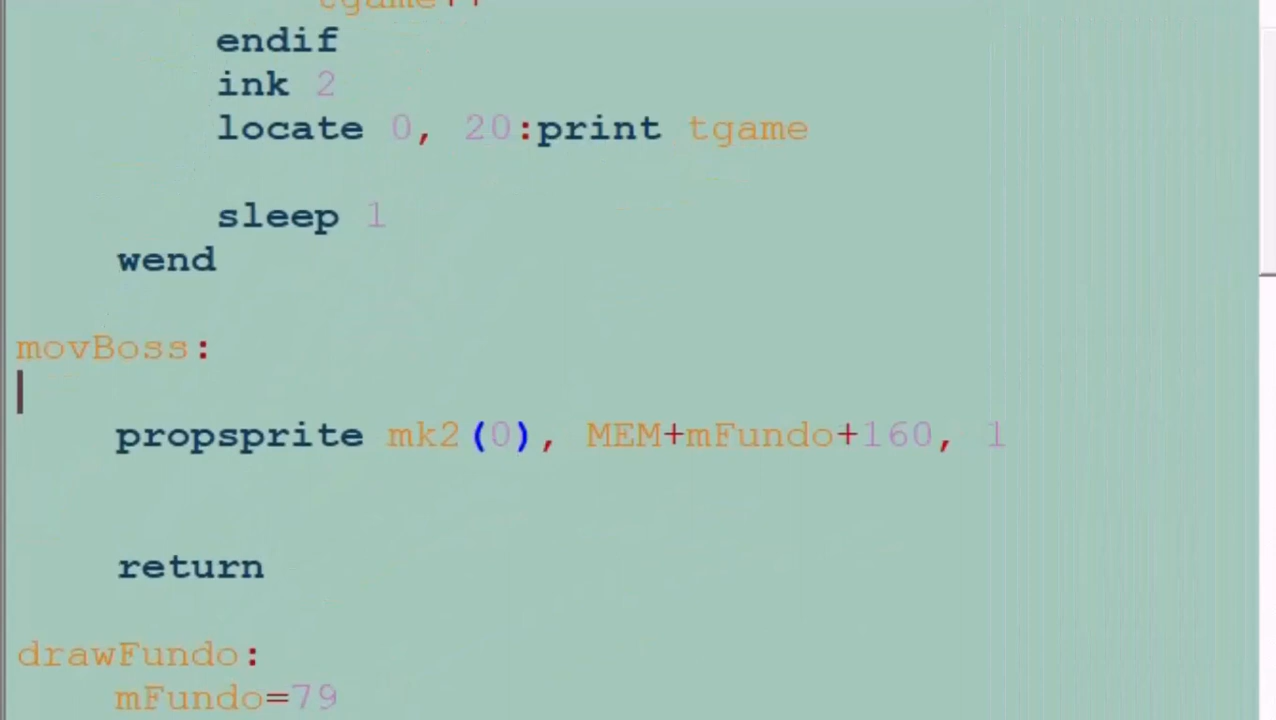 tgame++
endif
ink 2
locate 0, 20:print tgame
sleep 1
wend
movBoss:
propsprite mk2(0), MEM+mFundo+160, 1
return
drawFundo:
mFundo=79